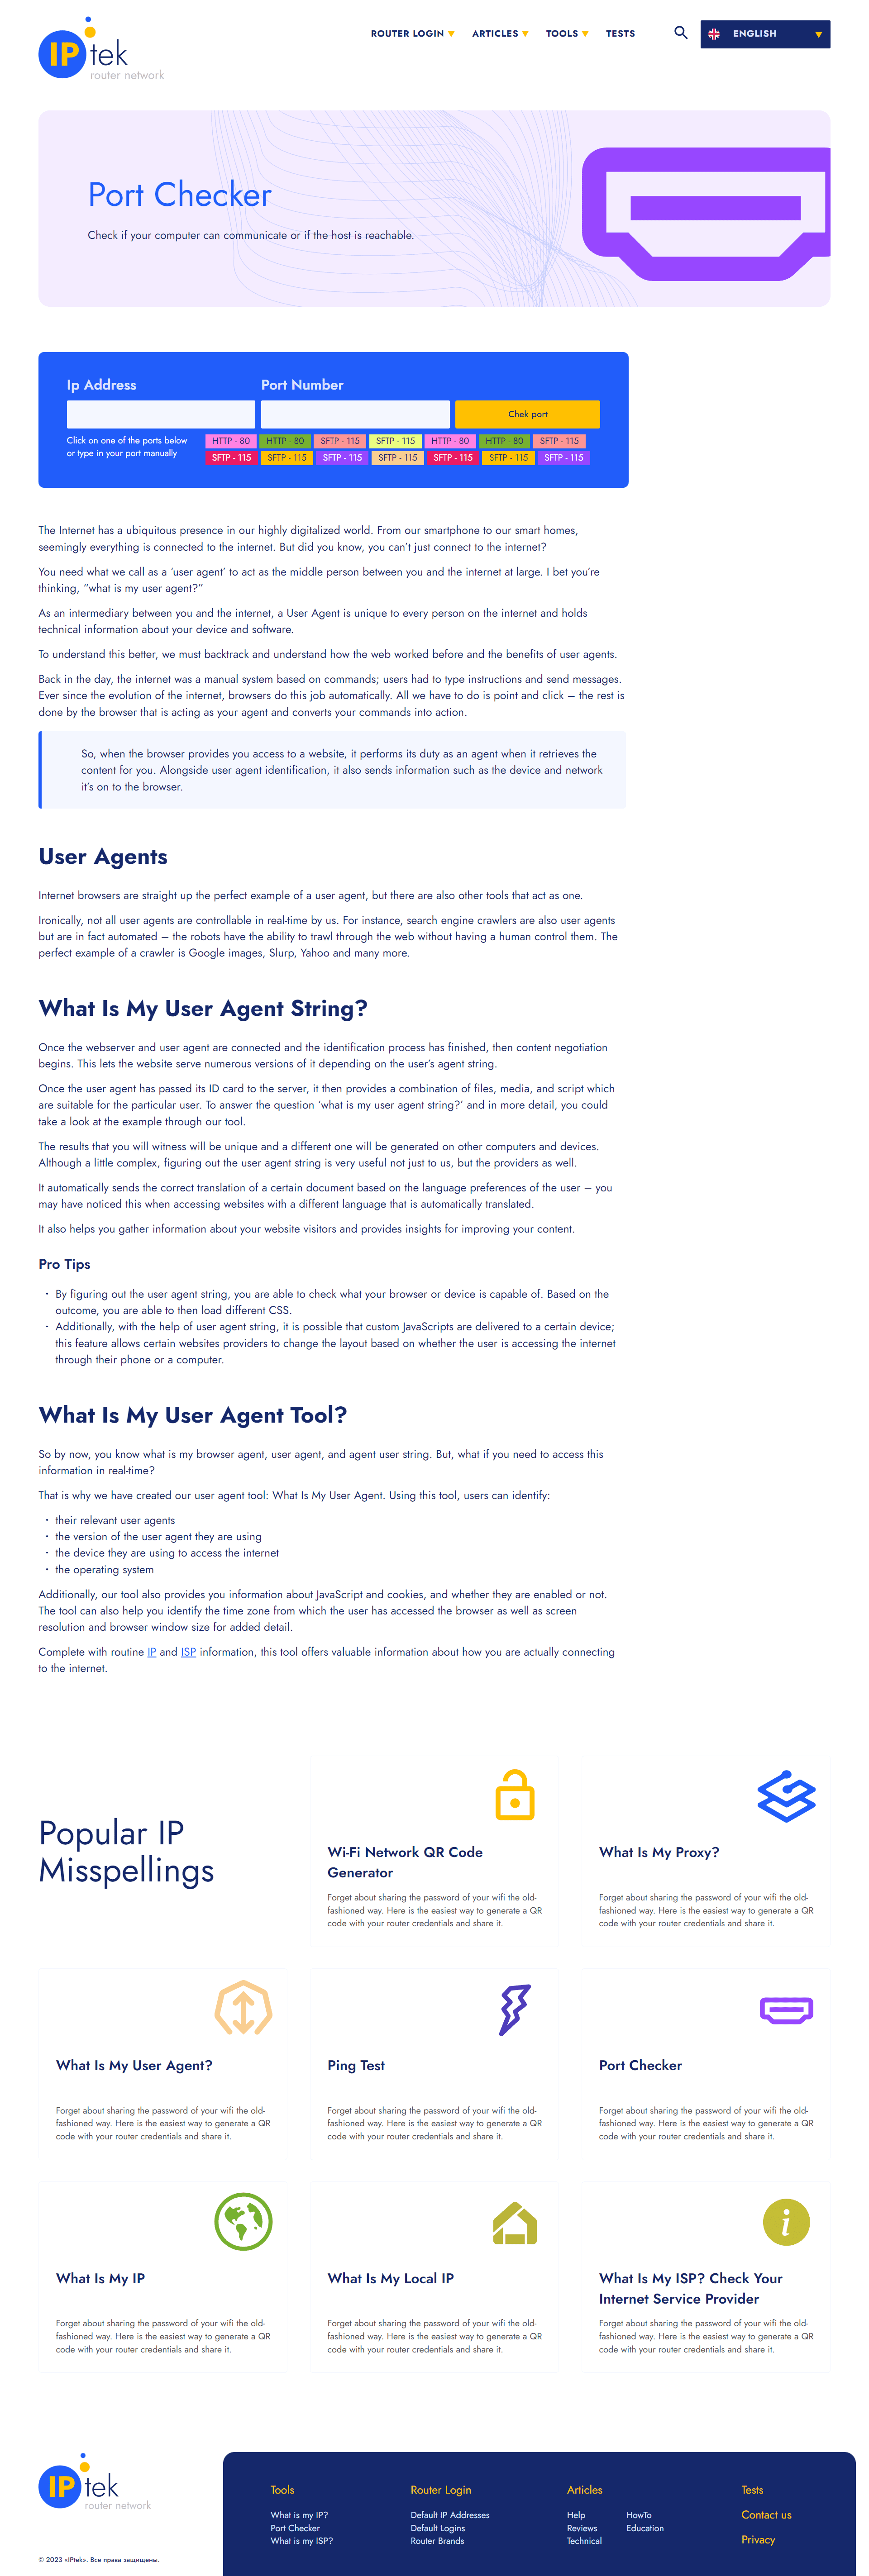 IP tek
router network
ROUTER LOGIN
ARTICLES
TOOLS
TESTS
ENGLISH
Port Checker
Check if your computer can communicate or if the host is reachable.
Ip Address
Port Number
Chek port
Click on one of the ports below
or type in your port manually
HTTP - 80 HTTP - 80 SFTP - 115 SFTP - 115 HTTP - 80 HTTP - 80 SFTP - 115
SFTP - 115 SFTP - 115 SFTP - 115 SFTP - 115 SFTP - 115 SFTP - 115 SFTP - 115
The Internet has a ubiquitous presence in our highly digitalized world. From our smartphone to our smart homes,
seemingly everything is connected to the internet. But did you know, you can’t just connect to the internet?
You need what we call as a ‘user agent’ to act as the middle person between you and the internet at large. I bet you’re
thinking, “what is my user agent?”
As an intermediary between you and the internet, a User Agent is unique to every person on the internet and holds
technical information about your device and software.
To understand this better, we must backtrack and understand how the web worked before and the benefits of user agents.
Back in the day, the internet was a manual system based on commands; users had to type instructions and send messages.
Ever since the evolution of the internet, browsers do this job automatically. All we have to do is point and click – the rest is
done by the browser that is acting as your agent and converts your commands into action.
So, when the browser provides you access to a website, it performs its duty as an agent when it retrieves the
content for you. Alongside user agent identification, it also sends information such as the device and network
it’s on to the browser.
User Agents
Internet browsers are straight up the perfect example of a user agent, but there are also other tools that act as one.
Ironically, not all user agents are controllable in real-time by us. For instance, search engine crawlers are also user agents
but are in fact automated – the robots have the ability to trawl through the web without having a human control them. The
perfect example of a crawler is Google images, Slurp, Yahoo and many more.
What Is My User Agent String?
Once the webserver and user agent are connected and the identification process has finished, then content negotiation
begins. This lets the website serve numerous versions of it depending on the user’s agent string.
Once the user agent has passed its ID card to the server, it then provides a combination of files, media, and script which
are suitable for the particular user. To answer the question ‘what is my user agent string?’ and in more detail, you could
take a look at the example through our tool.
The results that you will witness will be unique and a different one will be generated on other computers and devices.
Although a little complex, figuring out the user agent string is very useful not just to us, but the providers as well.
It automatically sends the correct translation of a certain document based on the language preferences of the user – you
may have noticed this when accessing websites with a different language that is automatically translated.
It also helps you gather information about your website visitors and provides insights for improving your content.
Pro Tips
· By figuring out the user agent string, you are able to check what your browser or device is capable of. Based on the
outcome, you are able to then load different CSS.
· Additionally, with the help of user agent string, it is possible that custom JavaScripts are delivered to a certain device;
this feature allows certain websites providers to change the layout based on whether the user is accessing the internet
through their phone or a computer.
What Is My User Agent Tool?
So by now, you know what is my browser agent, user agent, and agent user string. But, what if you need to access this
information in real-time?
That is why we have created our user agent tool: What Is My User Agent. Using this tool, users can identify:
· their relevant user agents
· the version of the user agent they are using
· the device they are using to access the internet
· the operating system
Additionally, our tool also provides you information about JavaScript and cookies, and whether they are enabled or not.
The tool can also help you identify the time zone from which the user has accessed the browser as well as screen
resolution and browser window size for added detail.
Complete with routine IP and ISP information, this tool offers valuable information about how you are actually connecting
to the internet.
Popular IP
Misspellings
Wi-Fi Network QR Code
Generator
Forget about sharing the password of your wifi the old-
fashioned way. Here is the easiest way to generate a QR
code with your router credentials and share it.
What Is My Proxy?
Forget about sharing the password of your wifi the old-
fashioned way. Here is the easiest way to generate a QR
code with your router credentials and share it.
What Is My User Agent?
Forget about sharing the password of your wifi the old-
fashioned way. Here is the easiest way to generate a QR
code with your router credentials and share it.
Ping Test
Forget about sharing the password of your wifi the old-
fashioned way. Here is the easiest way to generate a QR
code with your router credentials and share it.
Port Checker
Forget about sharing the password of your wifi the old-
fashioned way. Here is the easiest way to generate a QR
code with your router credentials and share it.
What Is My IP
Forget about sharing the password of your wifi the old-
fashioned way. Here is the easiest way to generate a QR
code with your router credentials and share it.
What Is My Local IP
Forget about sharing the password of your wifi the old-
fashioned way. Here is the easiest way to generate a QR
code with your router credentials and share it.
What Is My ISP? Check Your
Internet Service Provider
Forget about sharing the password of your wifi the old-
fashioned way. Here is the easiest way to generate a QR
code with your router credentials and share it.
IP tek
router network
© 2023 «IPtek». Все права защищены.
Tools
What is my IP?
Port Checker
What is my ISP?
Router Login
Default IP Addresses
Default Logins
Router Brands
Articles
Help
Reviews
Technical
HowTo
Education
Tests
Contact us
Privacy